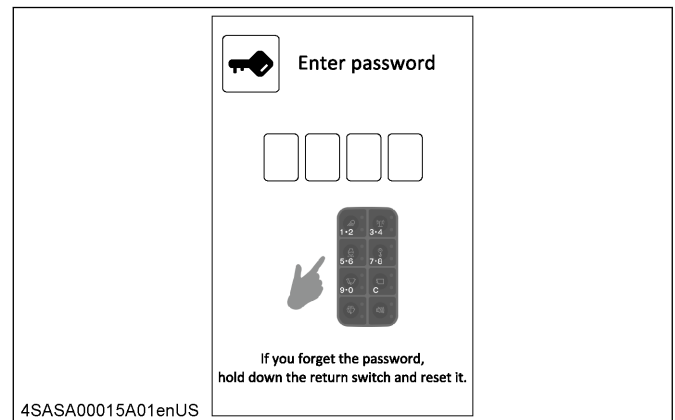 Enter password
1•2 3•4
5•6 7•8
9•0 C
If you forget the password,
hold down the return switch and reset it.
4SASA00015A01enUS